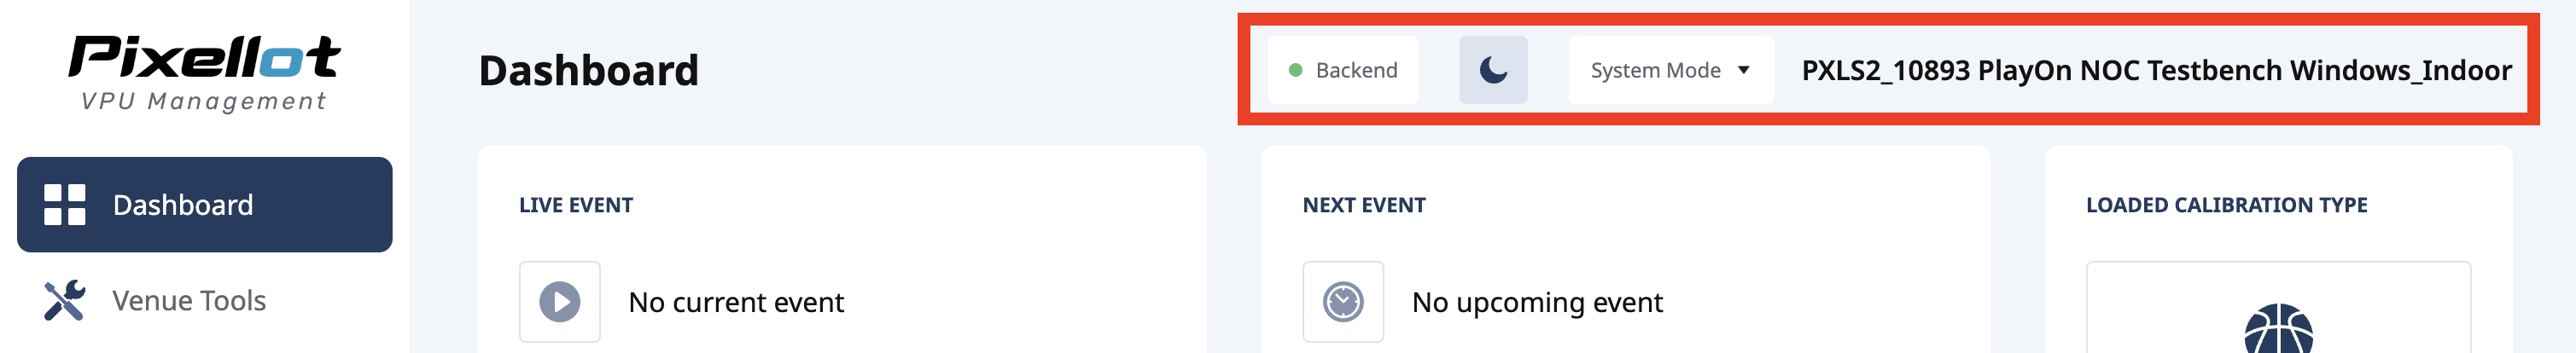 Pixellot
VPU Management
Dashboard
Venue Tools
Dashboard
Backend
System Mode
PXLS2_10893 PlayOn NOC Testbench Windows_Indoor
LIVE EVENT
No current event
NEXT EVENT
No upcoming event
LOADED CALIBRATION TYPE